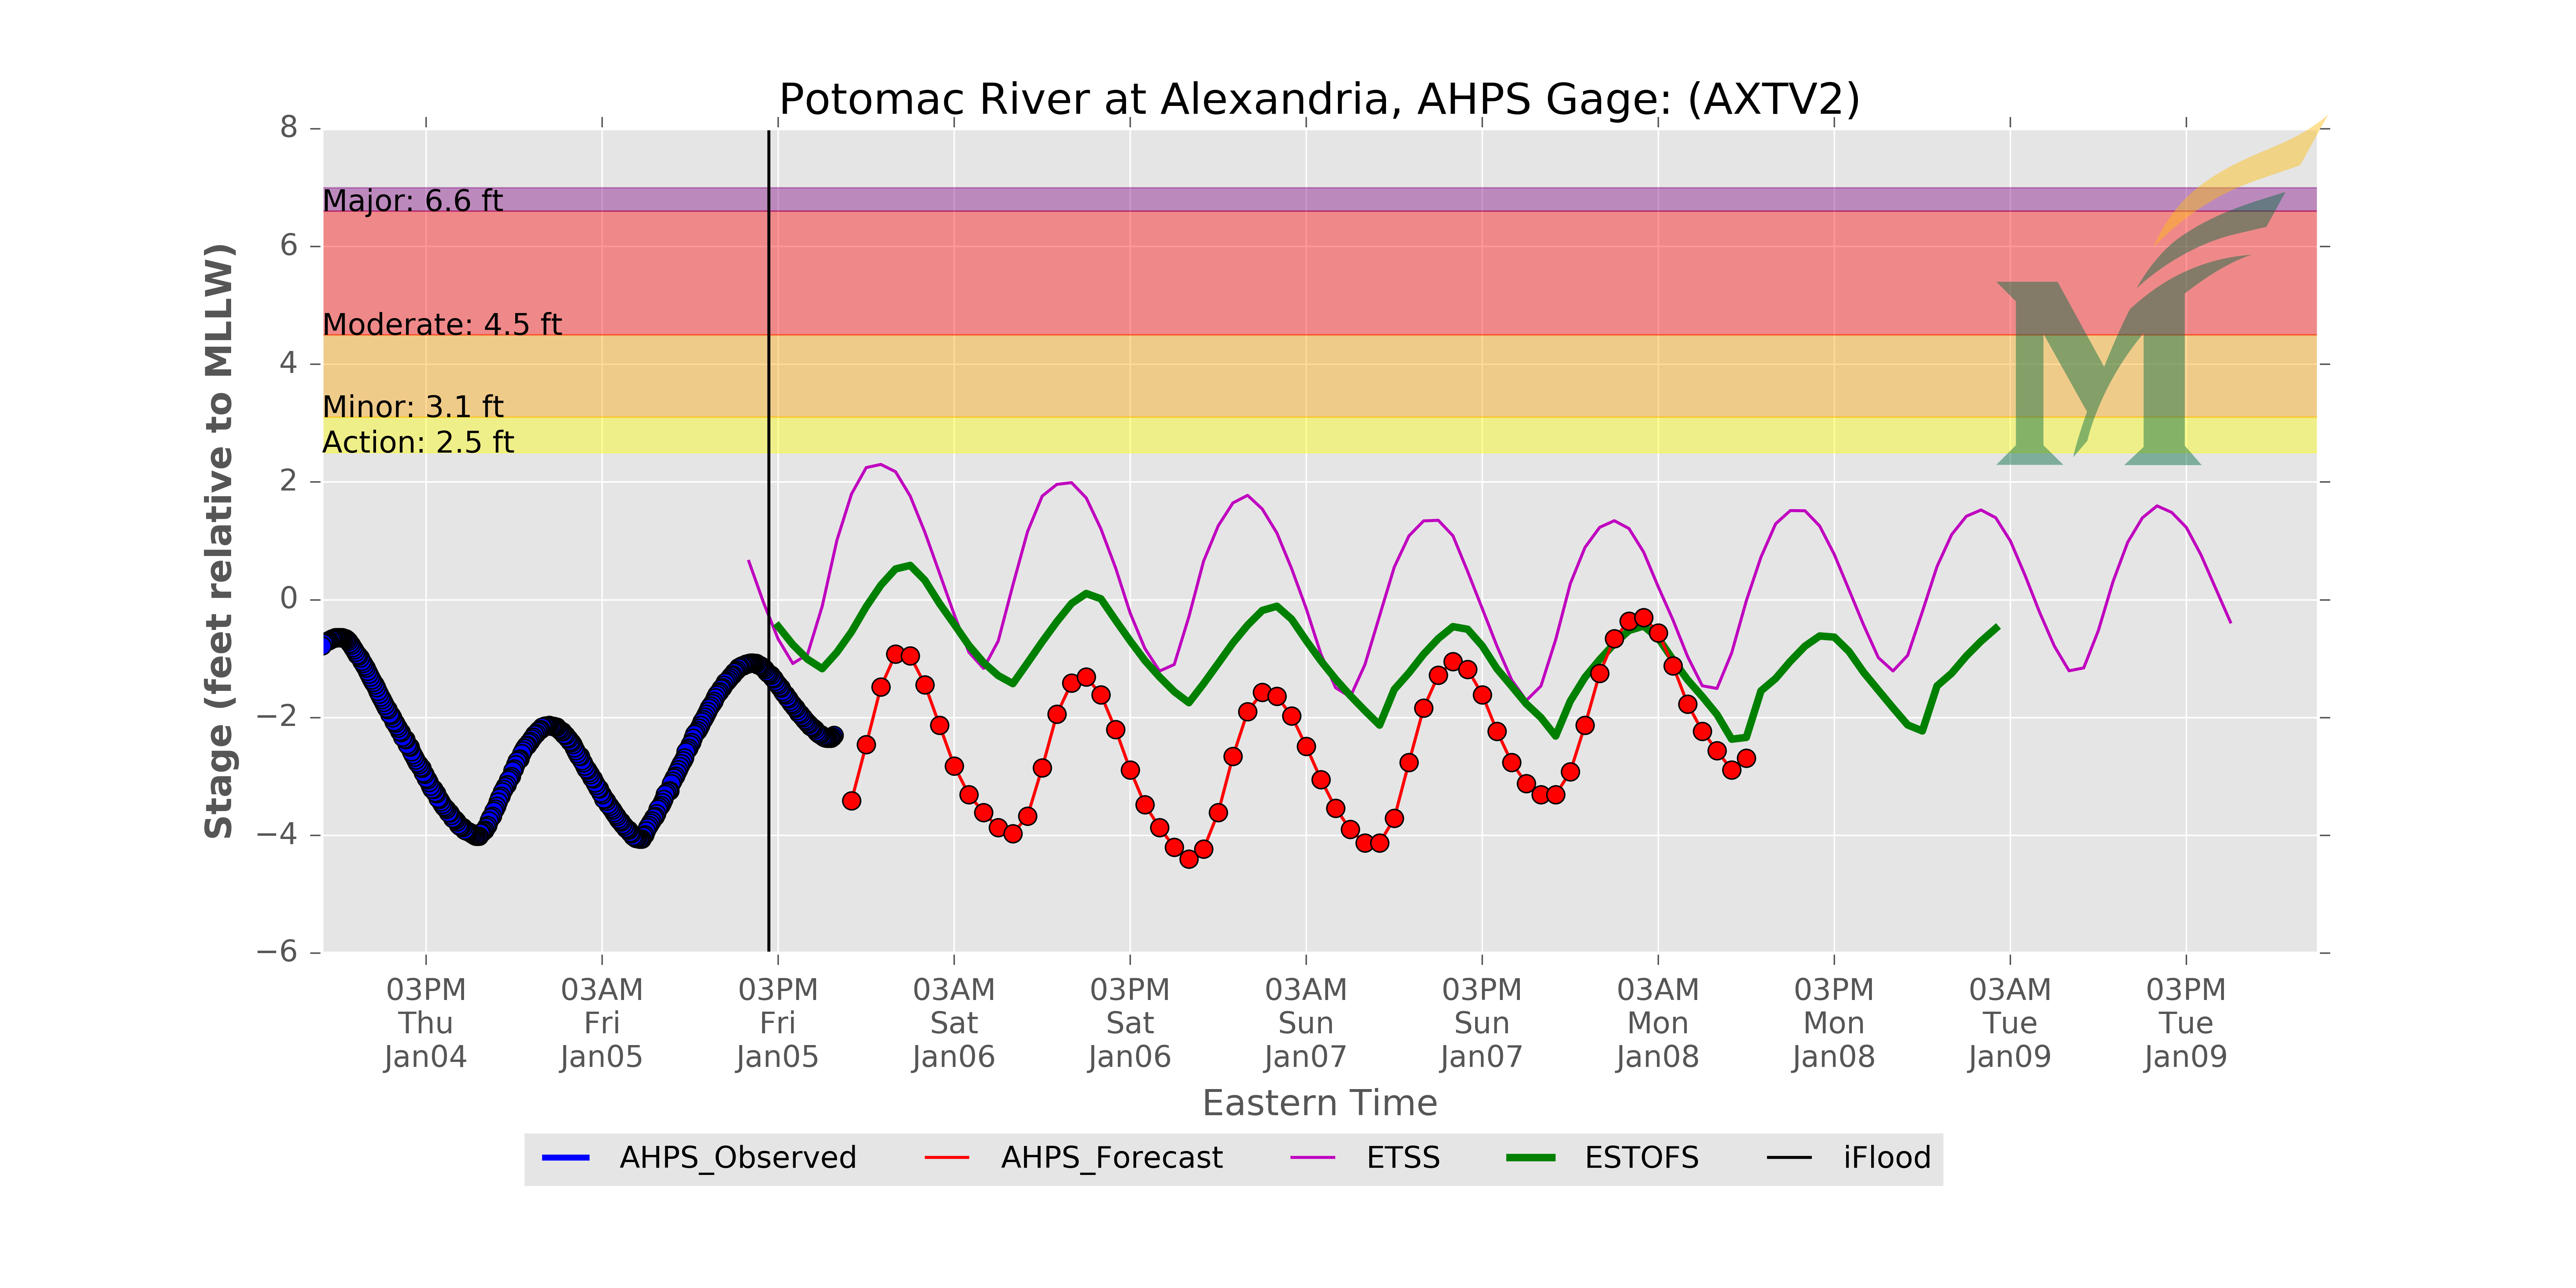 Potomac River at Alexandria, AHPS Gage: (AXTV2)
8
Major: 6.6 ft
6
Moderate: 4.5 ft
4
Minor: 3.1 ft
Action: 2.5 ft
2
0
−2
−4
−6
Stage (feet relative to MLLW)
03PM 03AM 03PM 03AM 03PM 03AM 03PM 03AM 03PM 03AM 03PM
Thu Fri Fri Sat Sat Sun Sun Mon Mon Tue Tue
Jan04 Jan05 Jan05 Jan06 Jan06 Jan07 Jan07 Jan08 Jan08 Jan09 Jan09
Eastern Time
AHPS_Observed AHPS_Forecast ETSS ESTOFS iFlood